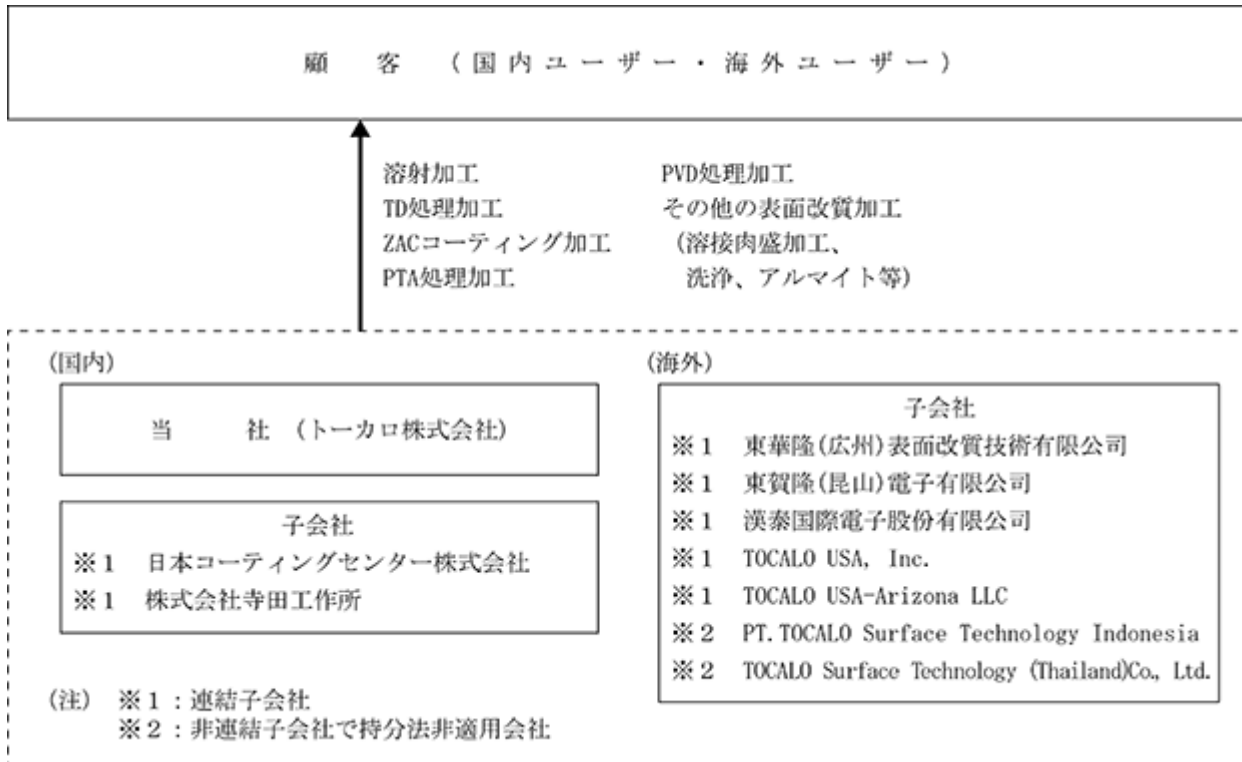 顧客（国内ユーザー・海外ユーザー）
溶射加工
TD処理加工
ZACコーティング加工
PTA処理加工
PVD処理加工
その他の表面改質加工
(溶接肉盛加工、
洗浄、アルマイト等)
(国内)
当社 (トーカロ株式会社)
子会社
※1 日本コーティングセンター株式会社
※1 株式会社寺田工作所
(海外)
子会社
※1 東華隆(広州)表面改質技術有限公司
※1 東賀隆(昆山)電子有限公司
※1 漢泰国際電子股份有限公司
※1 TOCALO USA, Inc.
※1 TOCALO USA-Arizona LLC
※2 PT.TOCALO Surface Technology Indonesia
※2 TOCALO Surface Technology (Thailand)Co., Ltd.
(注) ※1：連結子会社
※2：非連結子会社で持分法非適用会社